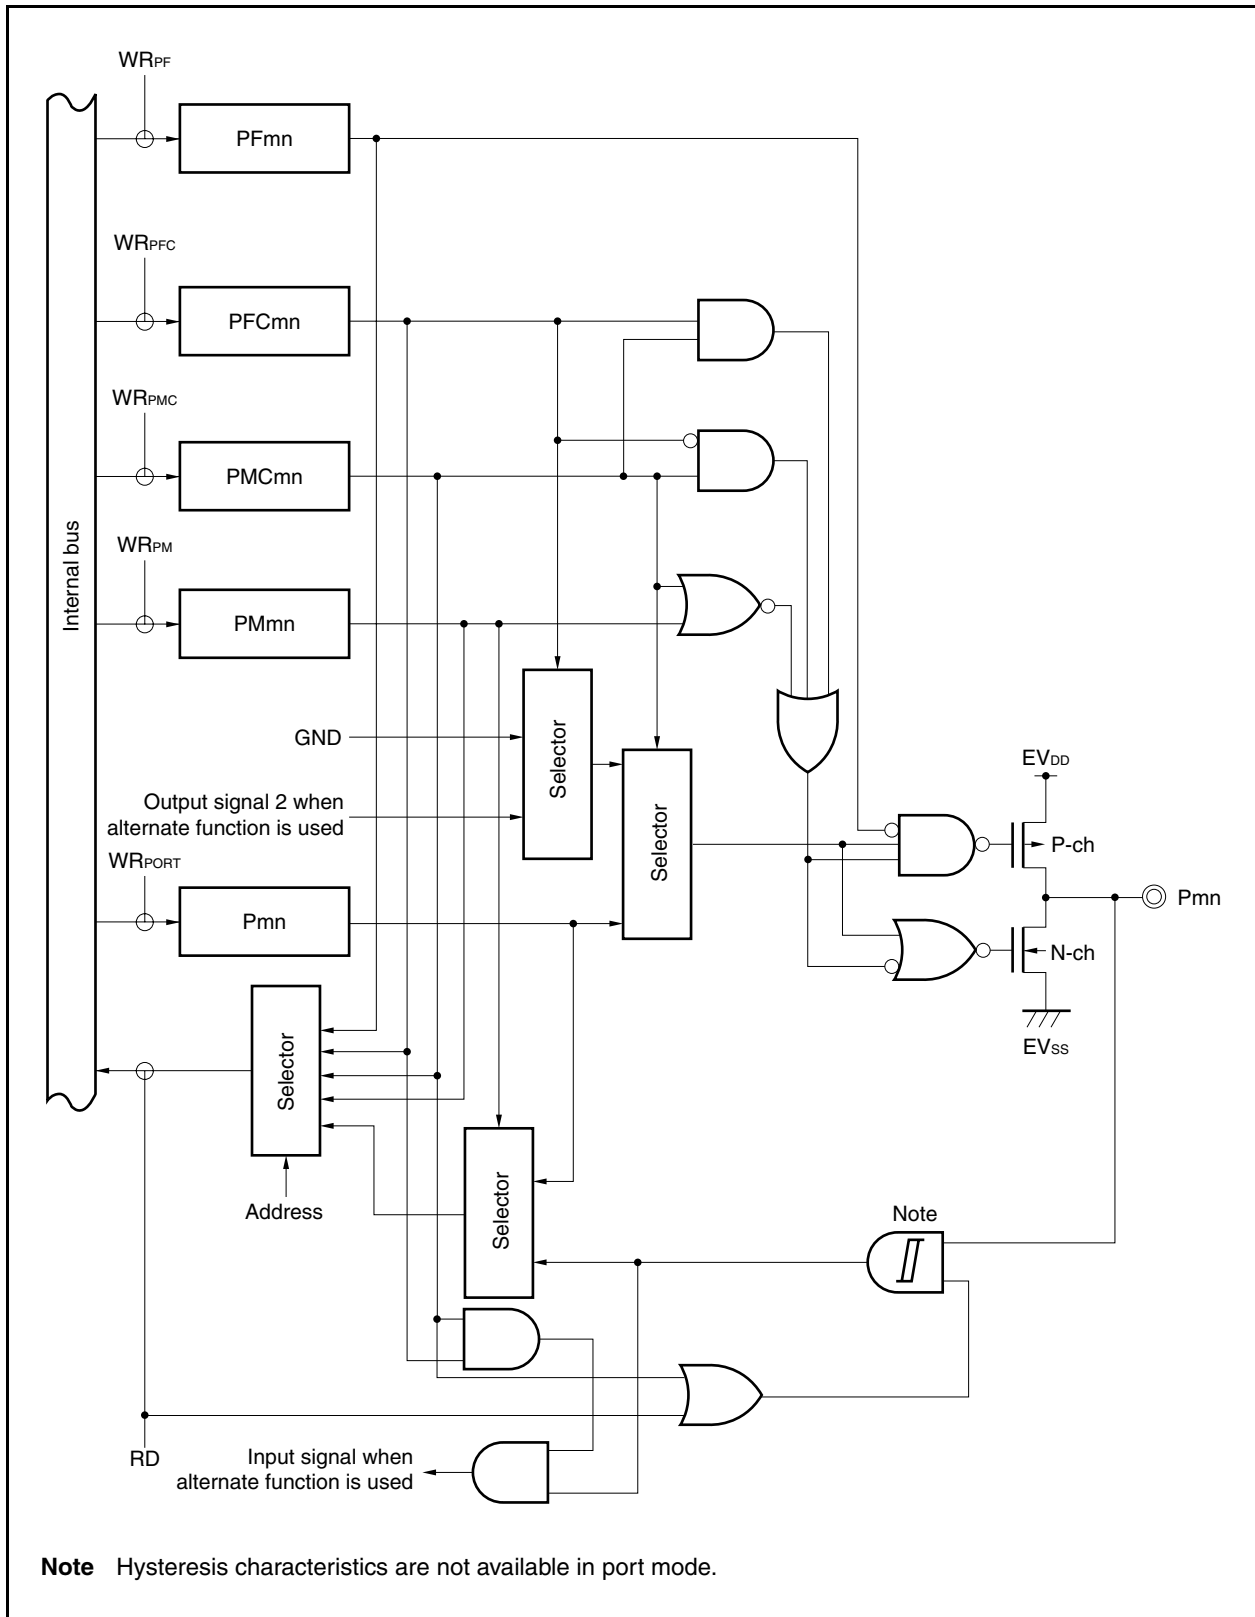 WRPF
PFmn
WRPFC
PFCmn
WRPMC
PMCmn
Internal bus
WRPM
PMmn
Selector
GND
Selector
EVDD
Output signal 2 when
alternate function is used
P-ch
WRPORT
Pmn
Pmn
N-ch
EVSS
Selector
Selector
Address
Note
RD
Input signal when
alternate function is used
Note Hysteresis characteristics are not available in port mode.